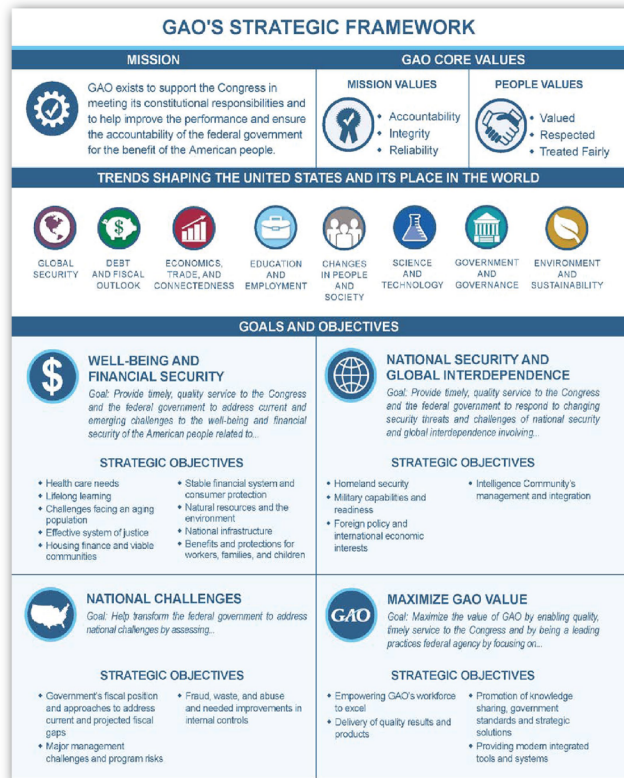 GAO'S STRATEGIC FRAMEWORK
MISSION
GAO exists to support the Congress in
meeting its constitutional responsibilities and
to help improve the performance and ensure
the accountability of the federal government
for the benefit of the American people.
GAO CORE VALUES
MISSION VALUES
Accountability
Integrity
Reliability
PEOPLE VALUES
Valued
Respected
Treated Fairly
TRENDS SHAPING THE UNITED STATES AND ITS PLACE IN THE WORLD
GLOBAL
SECURITY
DEBT
AND FISCAL
OUTLOOK
ECONOMICS,
TRADE, AND
CONNECTEDNESS
EDUCATION
AND
EMPLOYMENT
CHANGES
IN PEOPLE
AND
SOCIETY
SCIENCE
AND
TECHNOLOGY
GOVERNMENT
AND
GOVERNANCE
ENVIRONMENT
AND
SUSTAINABILITY
GOALS AND OBJECTIVES
WELL-BEING AND
FINANCIAL SECURITY
Goal: Provide timely, quality service to the Congress
and the federal government to address current and
emerging challenges to the well-being and financial
security of the American people related to...
STRATEGIC OBJECTIVES
Health care needs
Lifelong learning
Challenges facing an aging
population
Effective system of justice
Housing finance and viable
communities
Stable financial system and
consumer protection
Natural resources and the
environment
National infrastructure
Benefits and protections for
workers, families, and children
NATIONAL SECURITY AND
GLOBAL INTERDEPENDENCE
Goal: Provide timely, quality service to the Congress
and the federal government to respond to changing
security threats and challenges of national security
and global interdependence involving...
STRATEGIC OBJECTIVES
Homeland security
Military capabilities and
readiness
Foreign policy and
international economic
interests
Intelligence Community's
management and integration
NATIONAL CHALLENGES
Goal: Help transform the federal government to address
national challenges by assessing...
STRATEGIC OBJECTIVES
Government's fiscal position
and approaches to address
current and projected fiscal
gaps
Major management
challenges and program risks
Fraud, waste, and abuse
and needed improvements in
internal controls
GAO
MAXIMIZE GAO VALUE
Goal: Maximize the value of GAO by enabling quality,
timely service to the Congress and by being a leading
practices federal agency by focusing on...
STRATEGIC OBJECTIVES
Empowering GAO's workforce
to excel
Delivery of quality results and
products
Promotion of knowledge
sharing, government
standards and strategic
solutions
Providing modern integrated
tools and systems